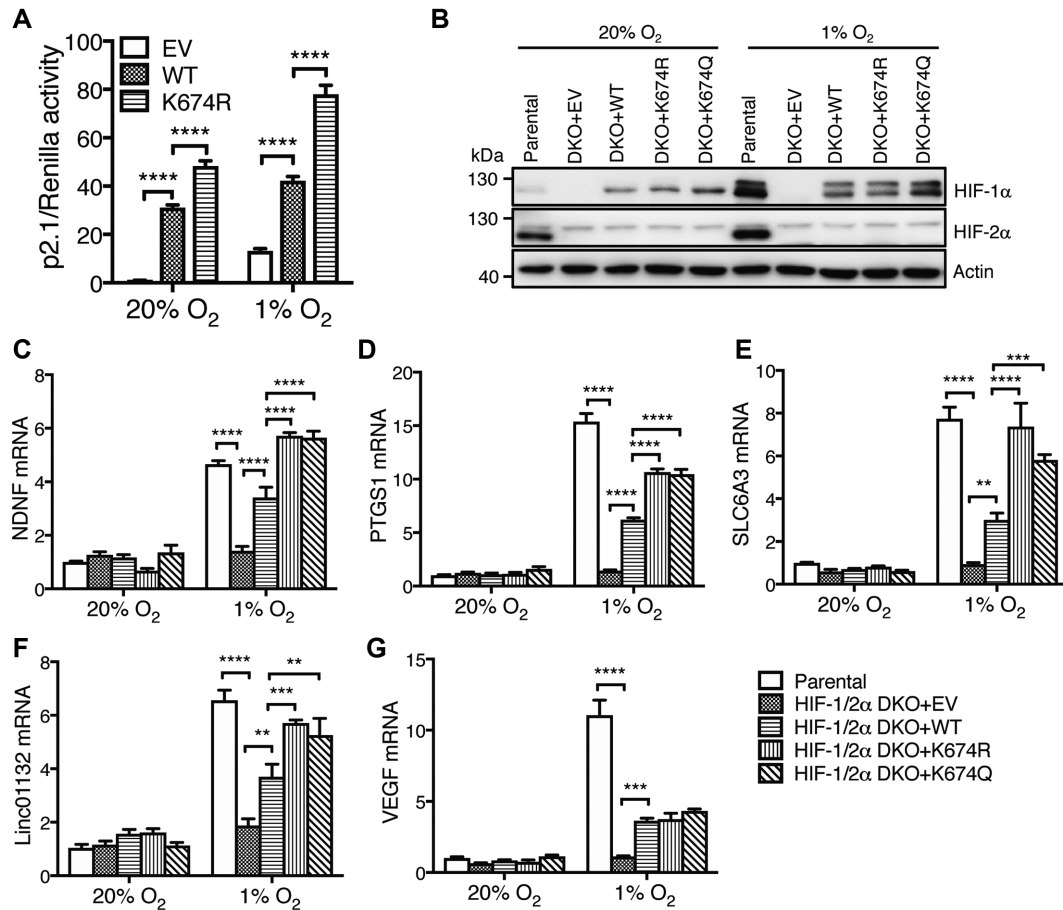 A
p2.1/Renilla activity
100
80
60
40
20
0
EV
WT
K674R
****
****
****
****
20% O2
1% O2
B
20% O2
1% O2
Parental
DKO+EV
DKO+WT
DKO+K674R
DKO+K674Q
Parental
DKO+EV
DKO+WT
DKO+K674R
DKO+K674Q
kDa
130
HIF-1α
130
HIF-2α
40
Actin
C
NDNF mRNA
8
6
4
2
0
****
****
****
****
20% O2
1% O2
D
PTGS1 mRNA
20
15
10
5
0
****
****
****
****
20% O2
1% O2
E
SLC6A3 mRNA
10
8
6
4
2
0
***
****
****
**
20% O2
1% O2
F
Linc01132 mRNA
8
6
4
2
0
****
**
***
**
20% O2
1% O2
G
VEGF mRNA
15
10
5
0
****
***
20% O2
1% O2
Parental
HIF-1/2α DKO+EV
HIF-1/2α DKO+WT
HIF-1/2α DKO+K674R
HIF-1/2α DKO+K674Q